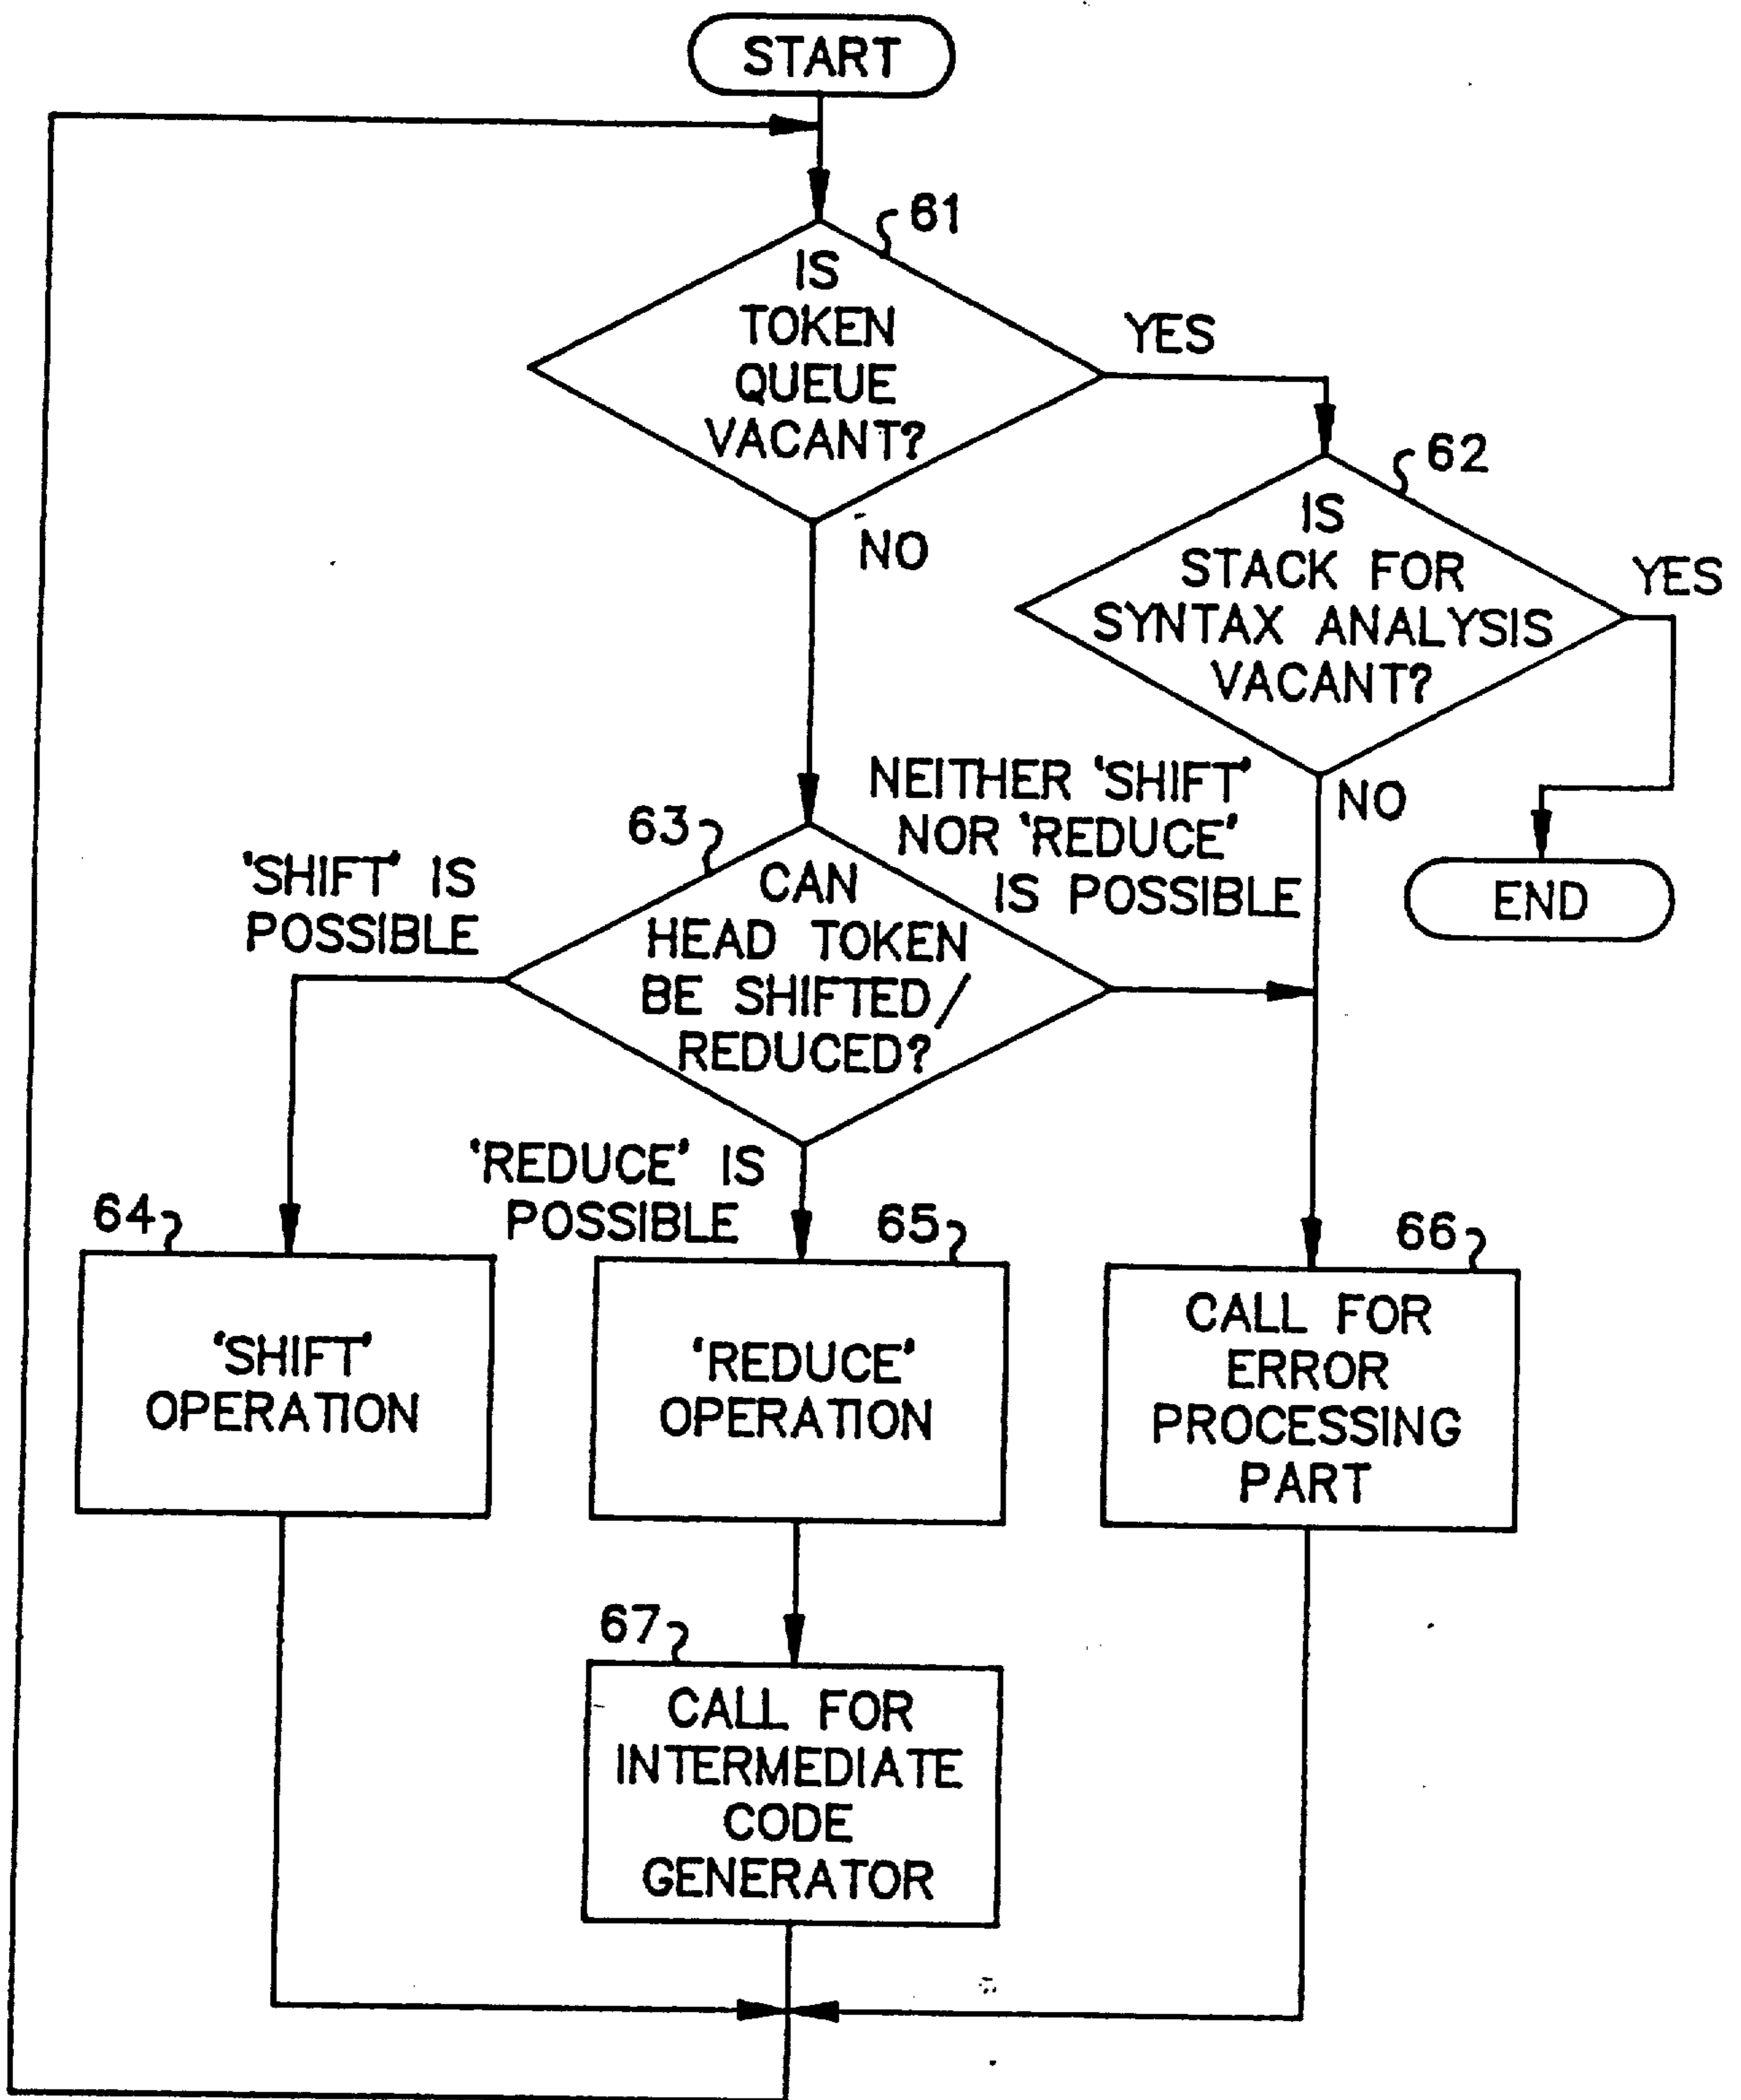 START
61
IS
TOKEN
QUEUE
VACANT?
YES
NO
62
IS
STACK FOR
SYNTAX ANALYSIS
VACANT?
YES
NO
END
63
CAN
HEAD TOKEN
BE SHIFTED/
REDUCED?
NEITHER 'SHIFT'
NOR 'REDUCE'
IS POSSIBLE
'SHIFT' IS
POSSIBLE
'REDUCE' IS
POSSIBLE
64
'SHIFT'
OPERATION
65
'REDUCE'
OPERATION
66
CALL FOR
ERROR
PROCESSING
PART
67
CALL FOR
INTERMEDIATE
CODE
GENERATOR